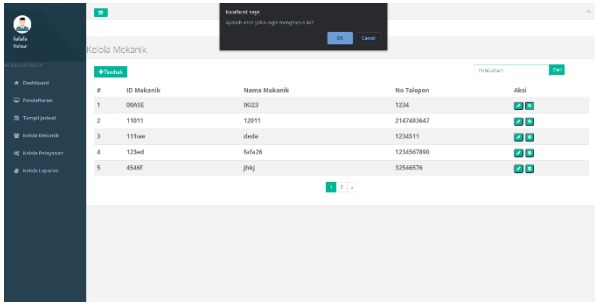 localhost says
Apakah anda yakin ingin menghapus ini?
OK
Cancel
fafafa
Kelola Mekanik
+Tambah
Pencarian
Cari
Dashboard
Pendaftaran
Tampil Jadwal
Kelola Mekanik
Kelola Pelayanan
Kelola Laporan
# ID Mekanik Nama Mekanik No Telepon Aksi
1 00ASE IKI23 1234
2 11011 12011 2147483647
3 111we dede 1234511
4 123ed fafa26 1234567890
5 4546f jhkj 32546576
1 2 »